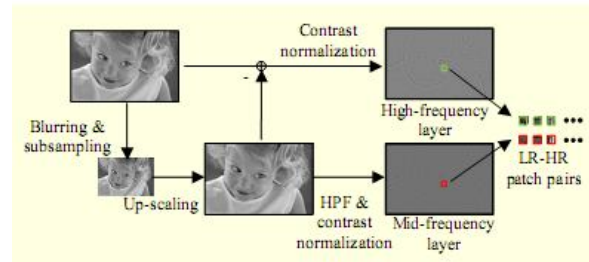 Contrast
normalization
-
High-frequency
layer
Blurring &
subsampling
Up-scaling
HPF &
contrast
normalization
Mid-frequency
layer
LR-HR
patch pairs